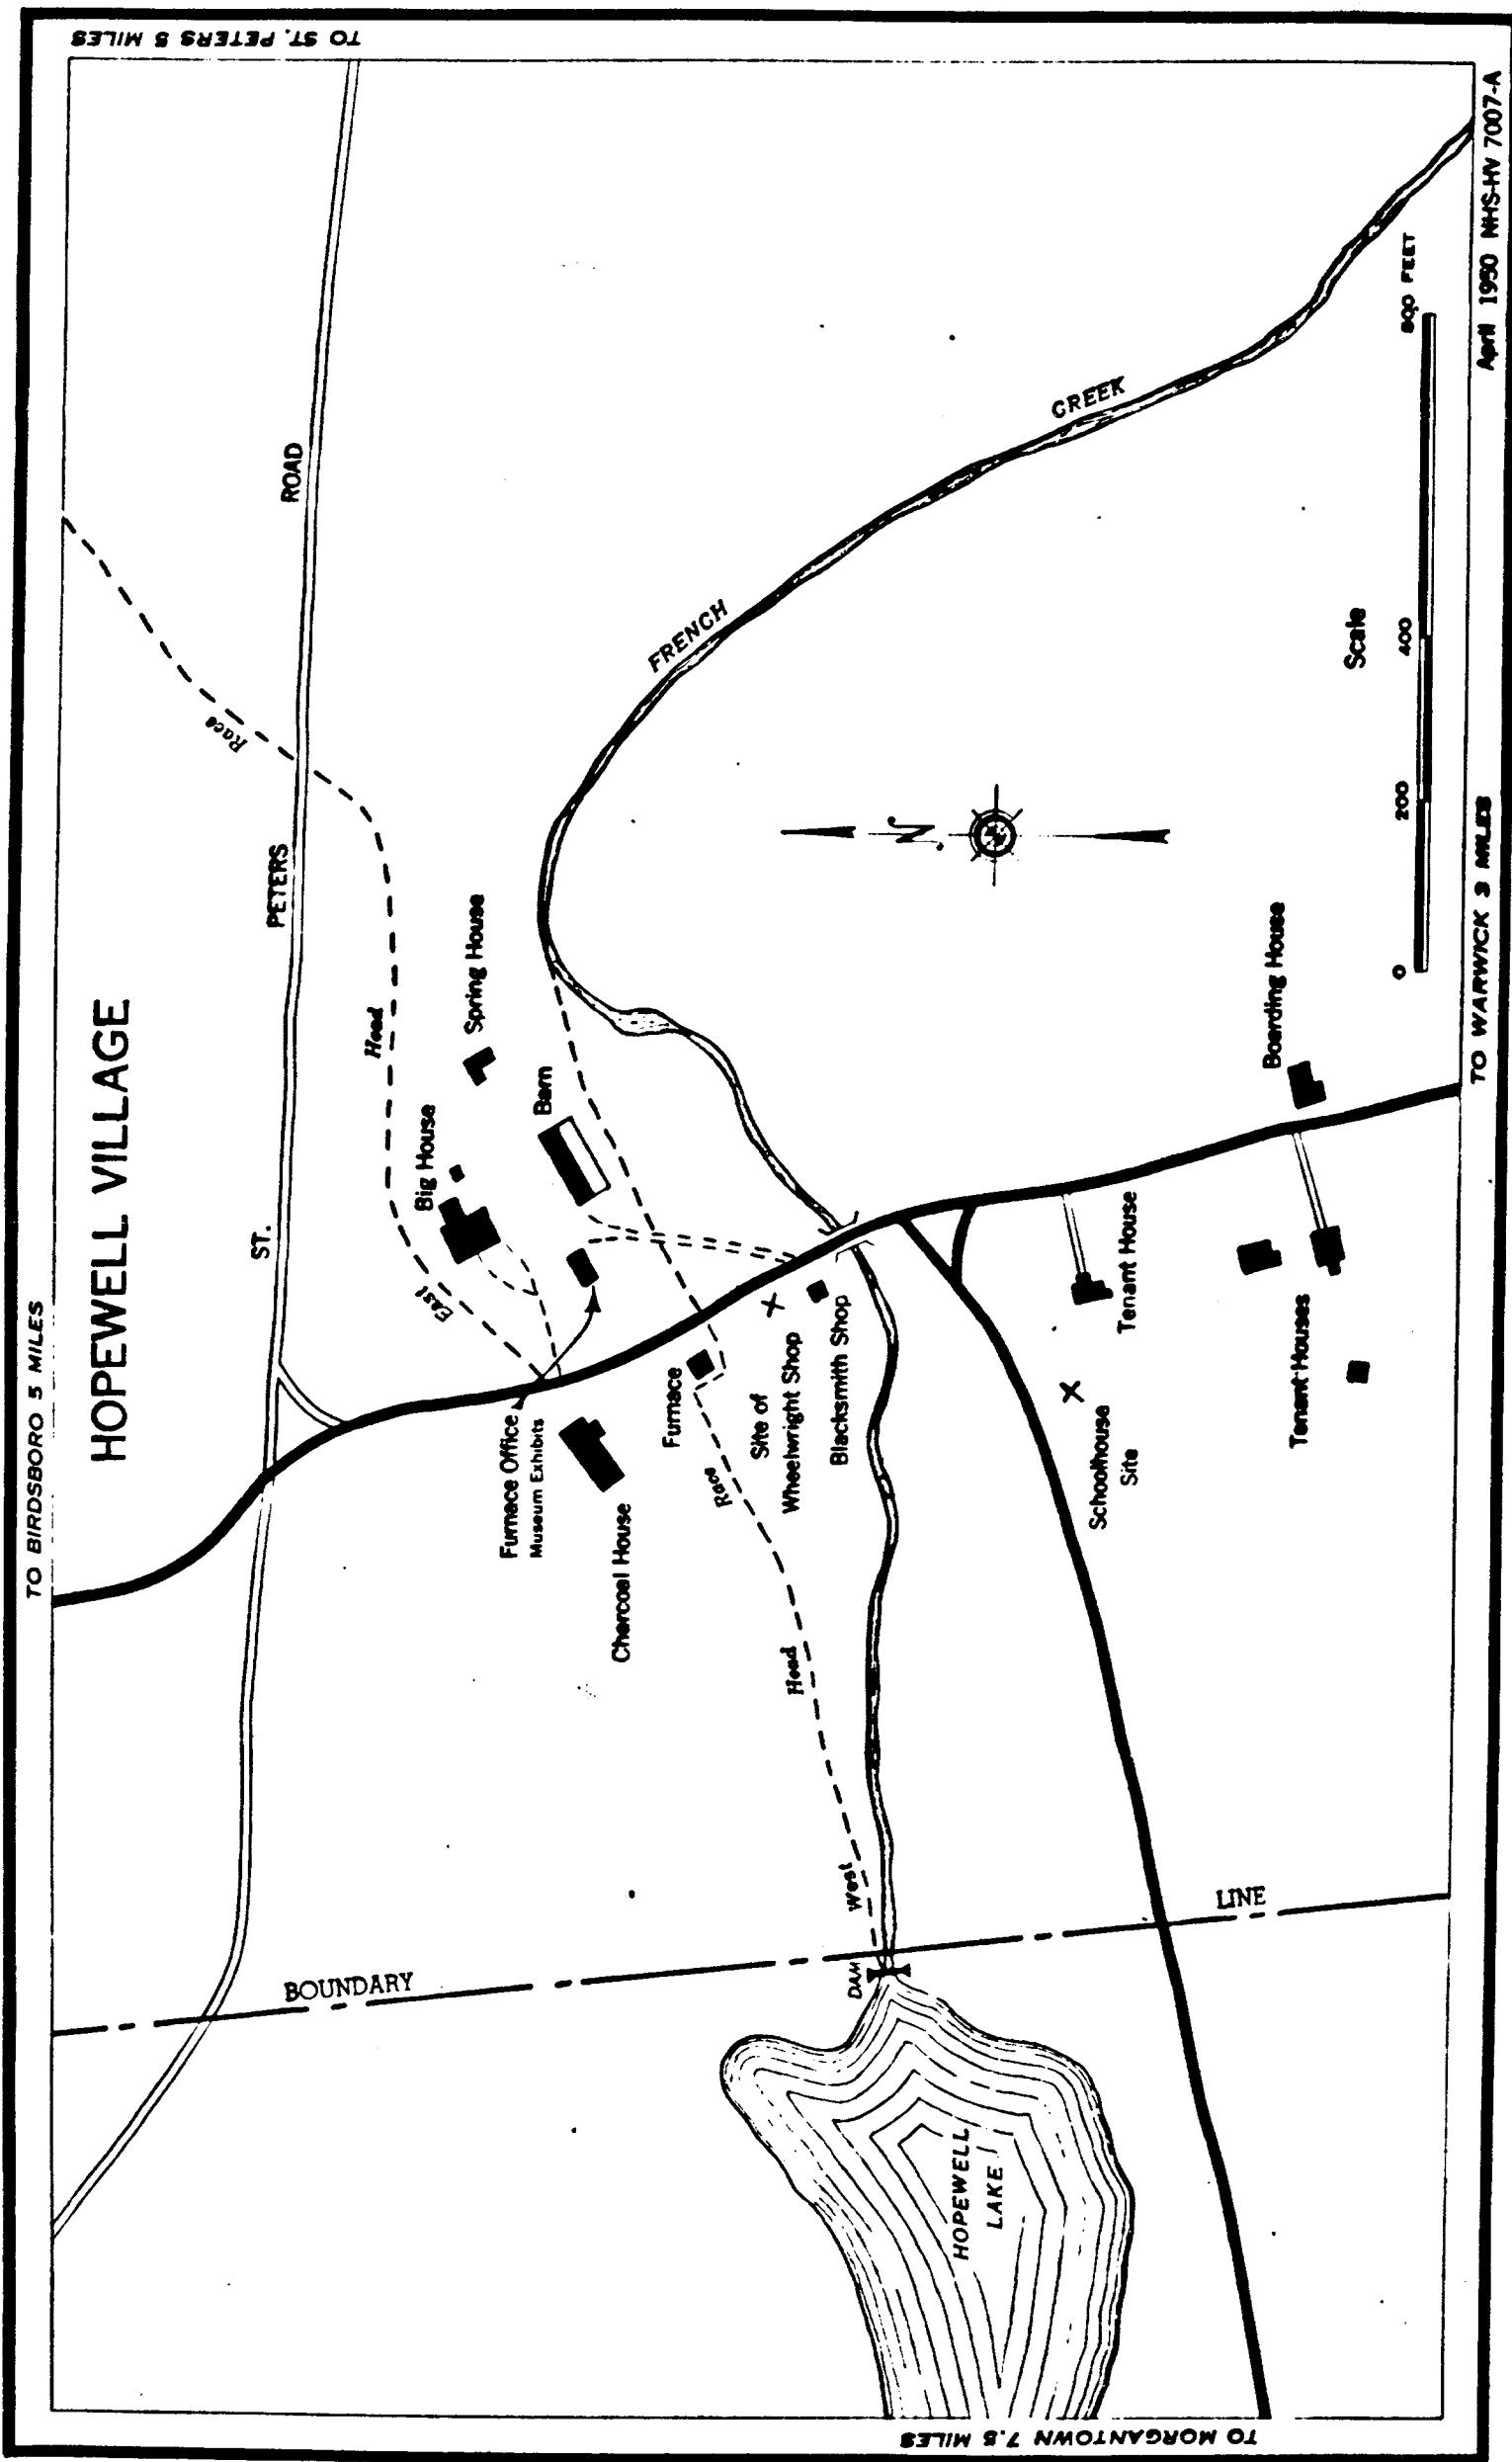 TO BIRDSBORO 5 MILES
HOPEWELL VILLAGE
TO ST. PETERS 5 MILES
ST. PETERS ROAD
Race
Head
East
Big House
Spring House
Barn
Furnace Office
Museum Exhibits
Charcoal House
Furnace
Race
Head
West
Site of
Wheelwright Shop
Blacksmith Shop
FRENCH CREEK
N
BOUNDARY LINE
DAM
HOPEWELL
LAKE
Schoolhouse
Site
Tenant House
Tenant Houses
Boarding House
Scale
0 200 400 800 FEET
TO MORGANTOWN 7.5 MILES
TO WARWICK 3 MILES
April 1950 NHS-HV 7007-A